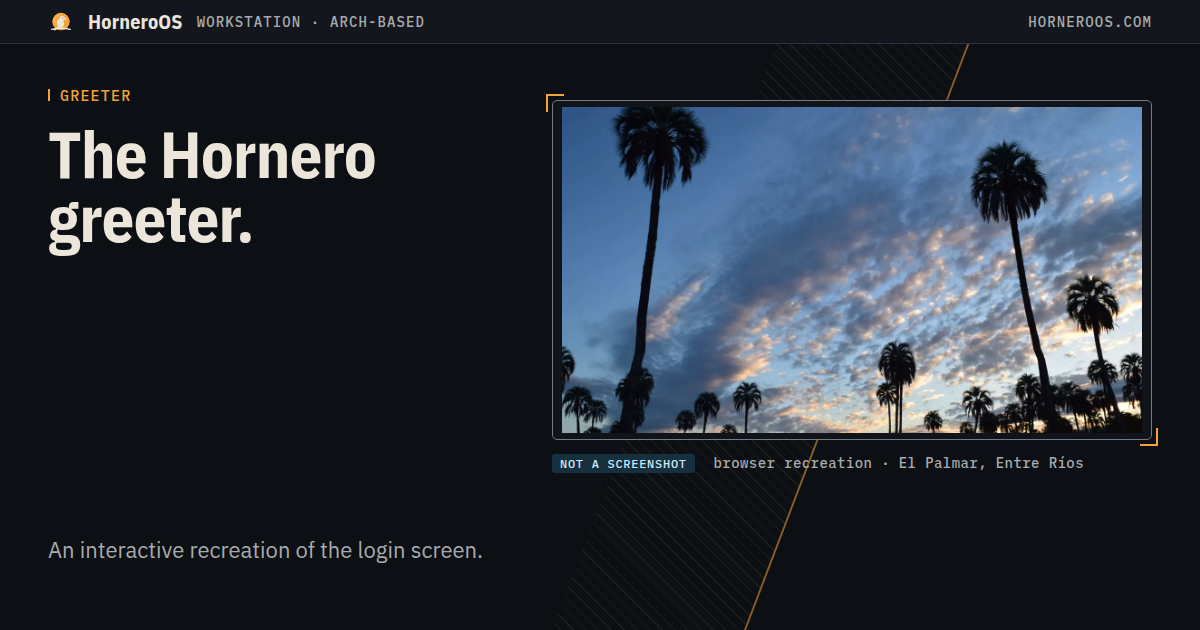 HorneroOS WORKSTATION · ARCH-BASED
HORNEROOS.COM
GREETER
The Hornero
greeter.
NOT A SCREENSHOT browser recreation · El Palmar, Entre Ríos
An interactive recreation of the login screen.